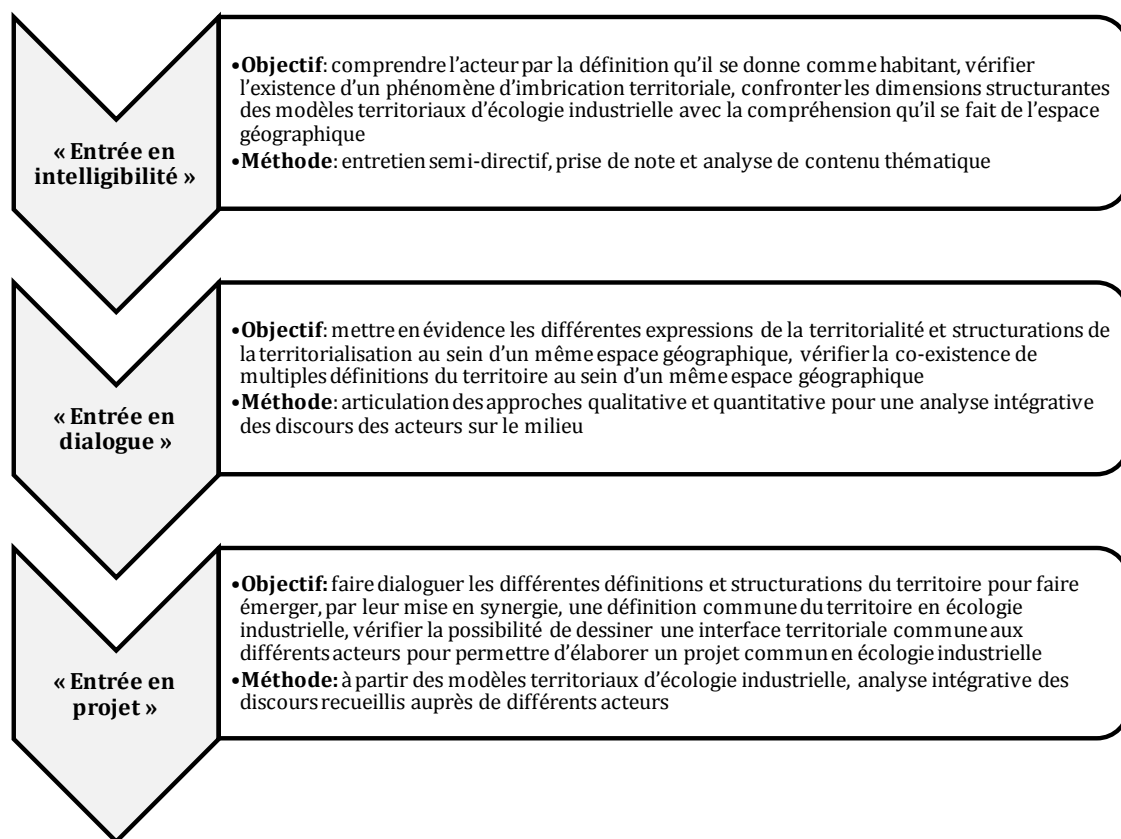 « Entrée en
intelligibilité »
•Objectif: comprendre l'acteur par la définition qu'il se donne comme habitant, vérifier
l'existence d'un phénomène d'imbrication territoriale, confronter les dimensions structurantes
des modèles territoriaux d'écologie industrielle avec la compréhension qu'il se fait de l'espace
géographique
•Méthode: entretien semi-directif, prise de note et analyse de contenu thématique
« Entrée en
dialogue »
•Objectif: mettre en évidence les différentes expressions de la territorialité et structurations de
la territorialisation au sein d'un même espace géographique, vérifier la co-existence de
multiples définitions du territoire au sein d'un même espace géographique
•Méthode: articulation des approches qualitative et quantitative pour une analyse intégrative
des discours des acteurs sur le milieu
« Entrée en
projet »
•Objectif: faire dialoguer les différentes définitions et structurations du territoire pour faire
émerger, par leur mise en synergie, une définition commune du territoire en écologie
industrielle, vérifier la possibilité de dessiner une interface territoriale commune aux
différents acteurs pour permettre d'élaborer un projet commun en écologie industrielle
•Méthode: à partir des modèles territoriaux d'écologie industrielle, analyse intégrative des
discours recueillis auprès de différents acteurs